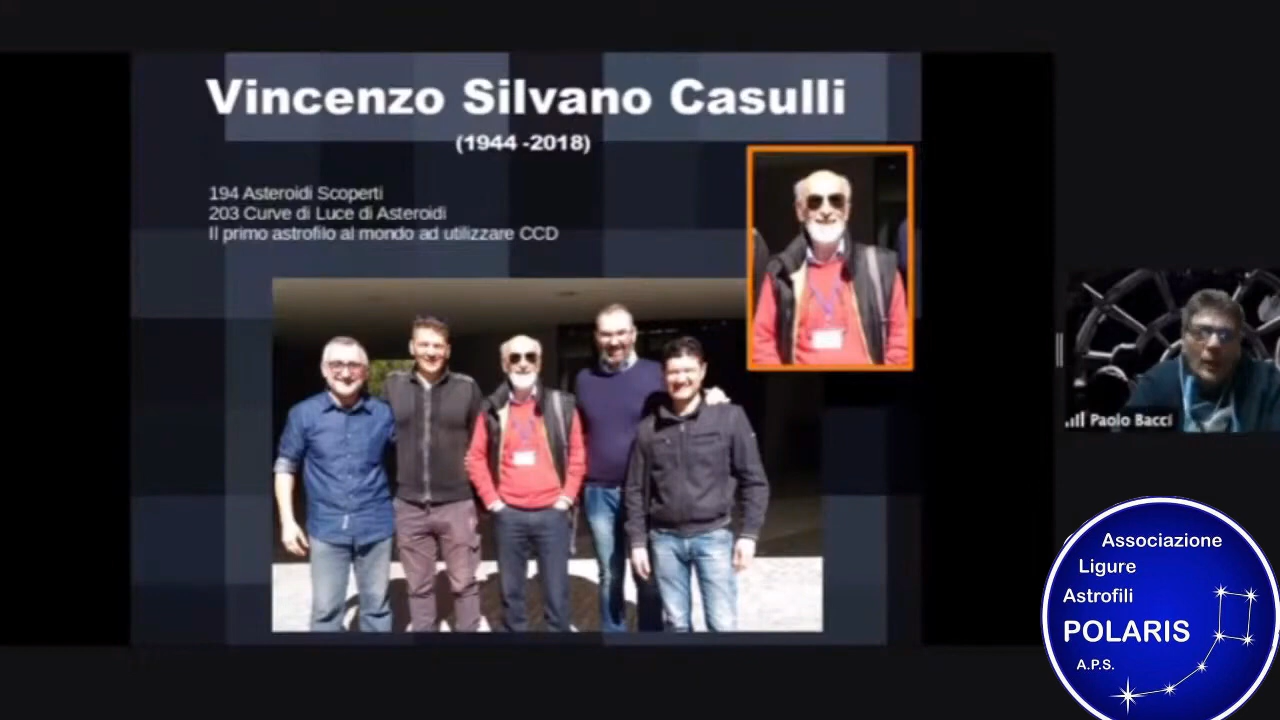 Vincenzo Silvano Casulli
(1944 -2018)
194 Asteroidi Scoperti
203 Curve di Luce di Asteroidi
Il primo astrofilo al mondo ad utilizzare CCD
Paolo Bacci
Associazione
Ligure
Astrofili
POLARIS
A.P.S.